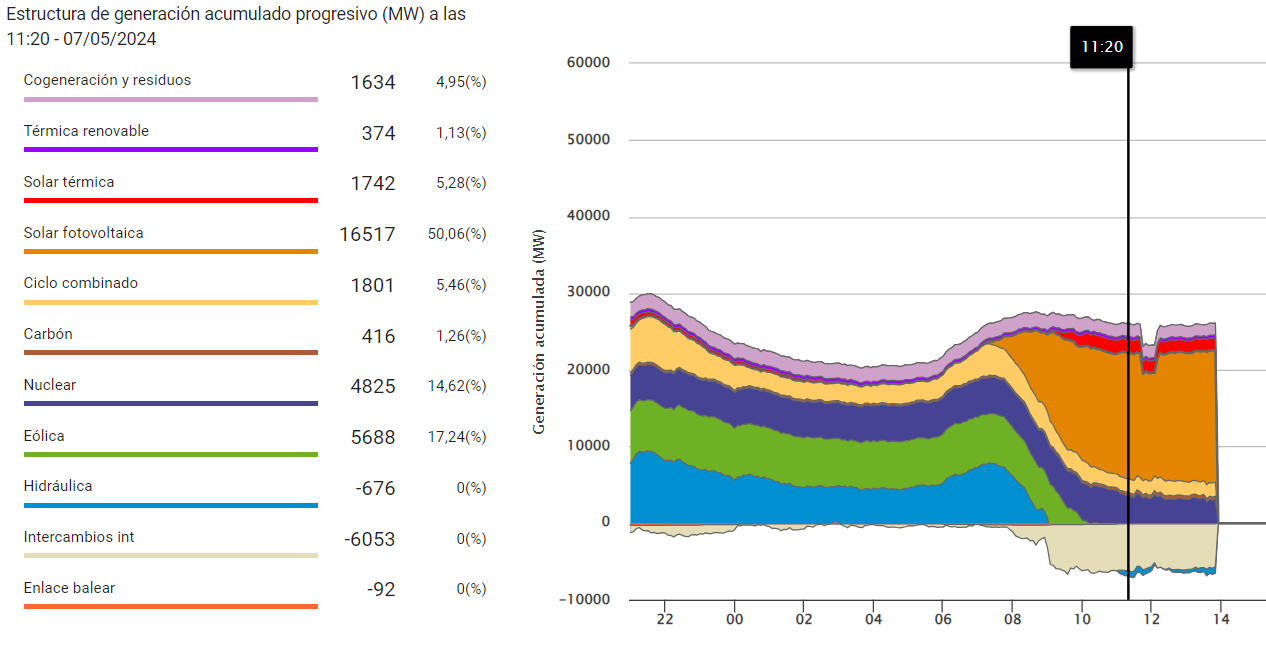 Estructura de generación acumulado progresivo (MW) a las
11:20 - 07/05/2024
Cogeneración y residuos 1634 4,95(%)
Térmica renovable 374 1,13(%)
Solar térmica 1742 5,28(%)
Solar fotovoltaica 16517 50,06(%)
Ciclo combinado 1801 5,46(%)
Carbón 416 1,26(%)
Nuclear 4825 14,62(%)
Eólica 5688 17,24(%)
Hidráulica -676 0(%)
Intercambios int -6053 0(%)
Enlace balear -92 0(%)
11:20
Generación acumulada (MW)
60000
50000
40000
30000
20000
10000
0
-10000
22 00 02 04 06 08 10 12 14